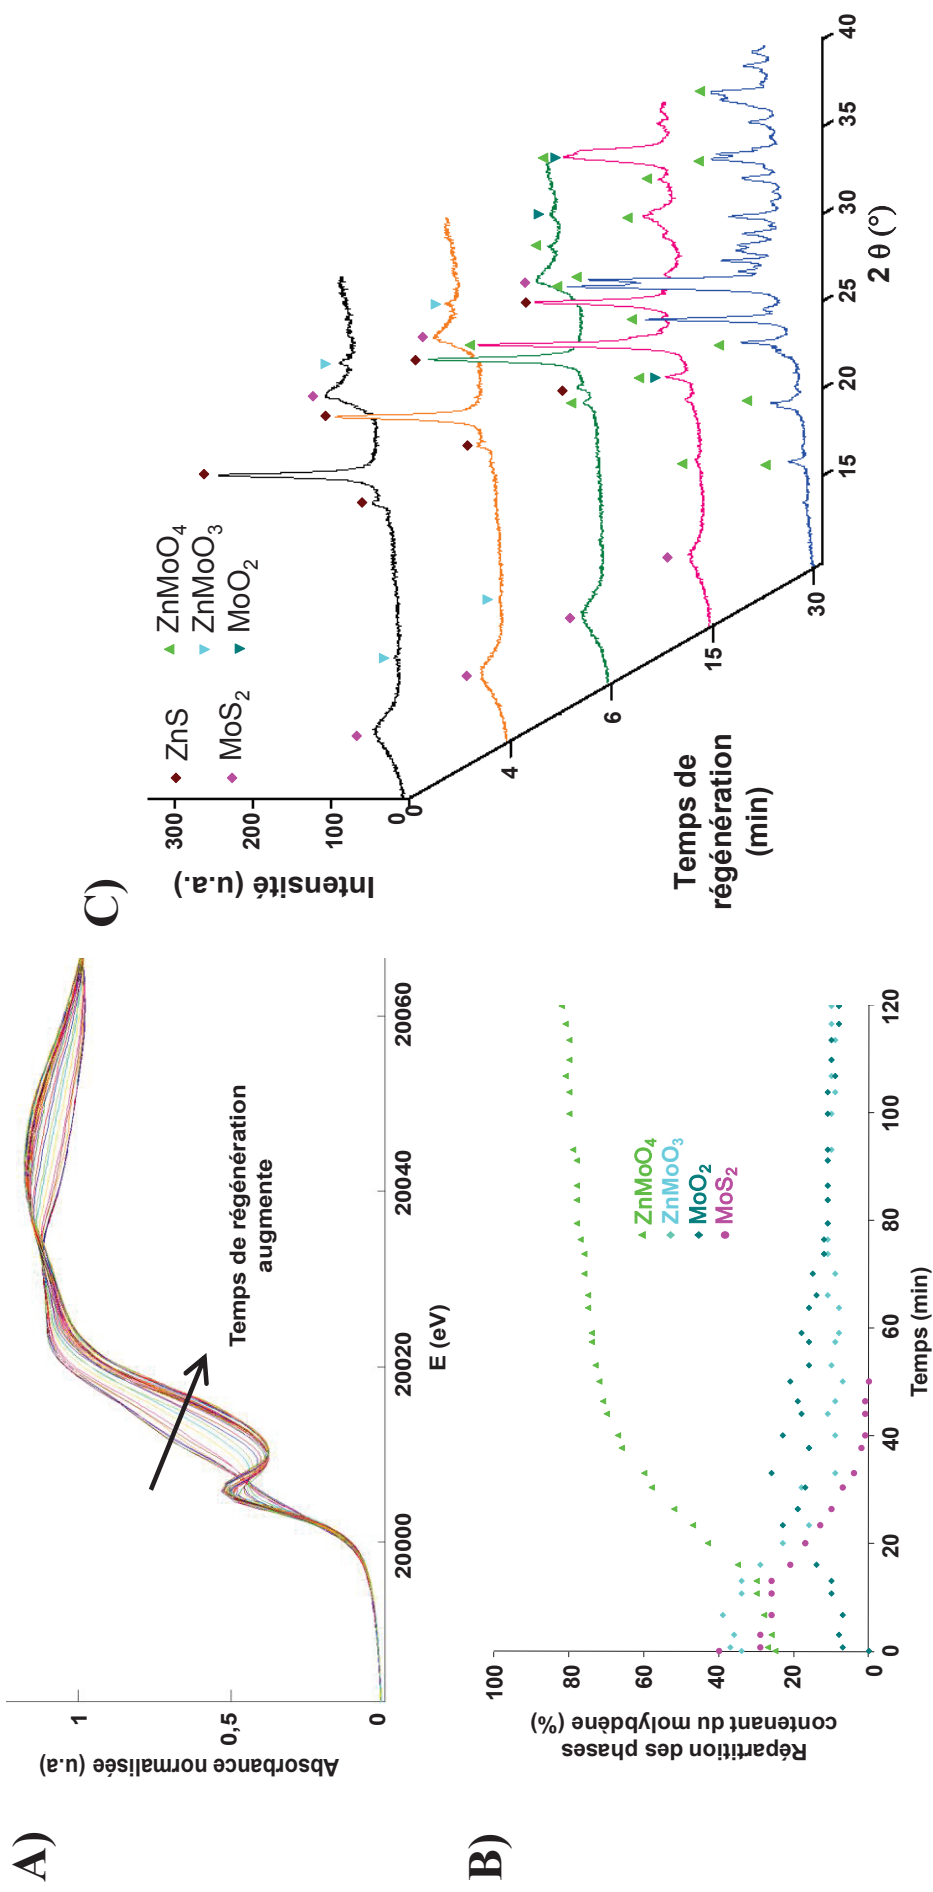 A)
Absorbance normalisée (u.a)
1
0,5
0
20000
20020
20040
20060
E (eV)
Temps de régénération
augmente
B)
Répartition des phases
contenant du molybdène (%)
100
80
60
40
20
0
0
20
40
60
80
100
120
Temps (min)
ZnMoO4
ZnMoO3
MoO2
MoS2
C)
Intensité (u.a.)
300
200
100
0
ZnS
MoS2
ZnMoO4
ZnMoO3
MoO2
0
4
6
15
30
Temps de
régénération
(min)
15
20
25
30
35
40
2 θ (°)